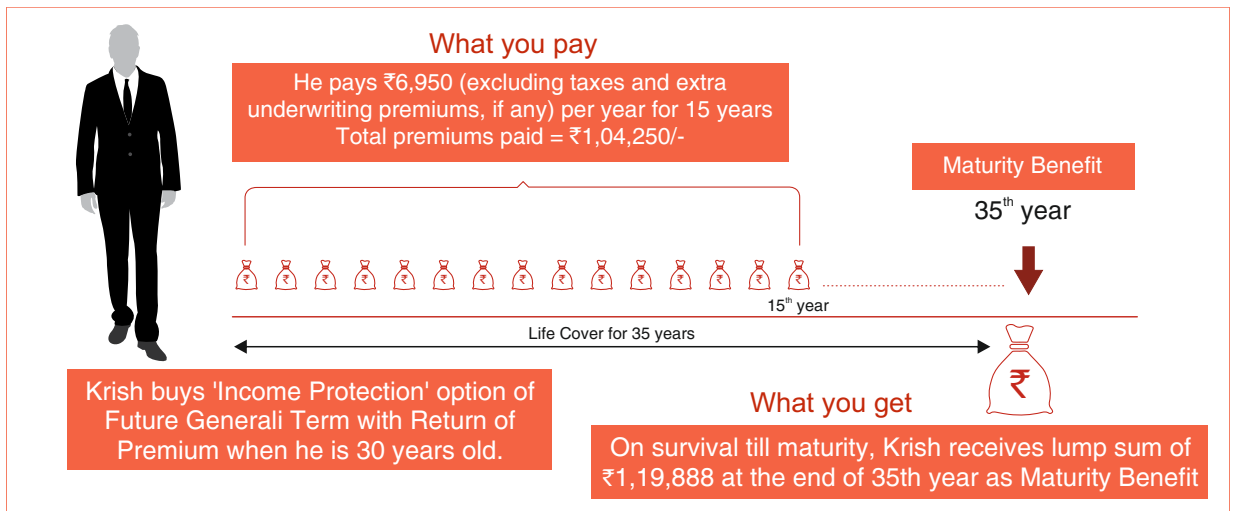 What you pay
He pays ₹6,950 (excluding taxes and extra
underwriting premiums, if any) per year for 15 years
Total premiums paid = ₹1,04,250/-
Maturity Benefit
35th year
₹ ₹ ₹ ₹ ₹ ₹ ₹ ₹ ₹ ₹ ₹ ₹ ₹ ₹ ₹
15th year
Life Cover for 35 years
₹
Krish buys 'Income Protection' option of
Future Generali Term with Return of
Premium when he is 30 years old.
What you get
On survival till maturity, Krish receives lump sum of
₹1,19,888 at the end of 35th year as Maturity Benefit